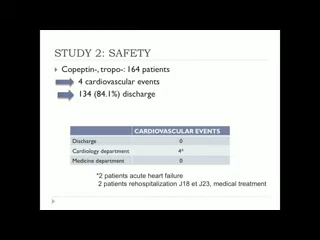 STUDY 2: SAFETY
Copeptin-, tropo-: 164 patients
4 cardiovascular events
134 (84.1%) discharge
CARDIOVASCULAR EVENTS
Discharge 0
Cardiology department 4*
Medicine department 0
*2 patients acute heart failure
2 patients rehospitalization J18 et J23, medical treatment